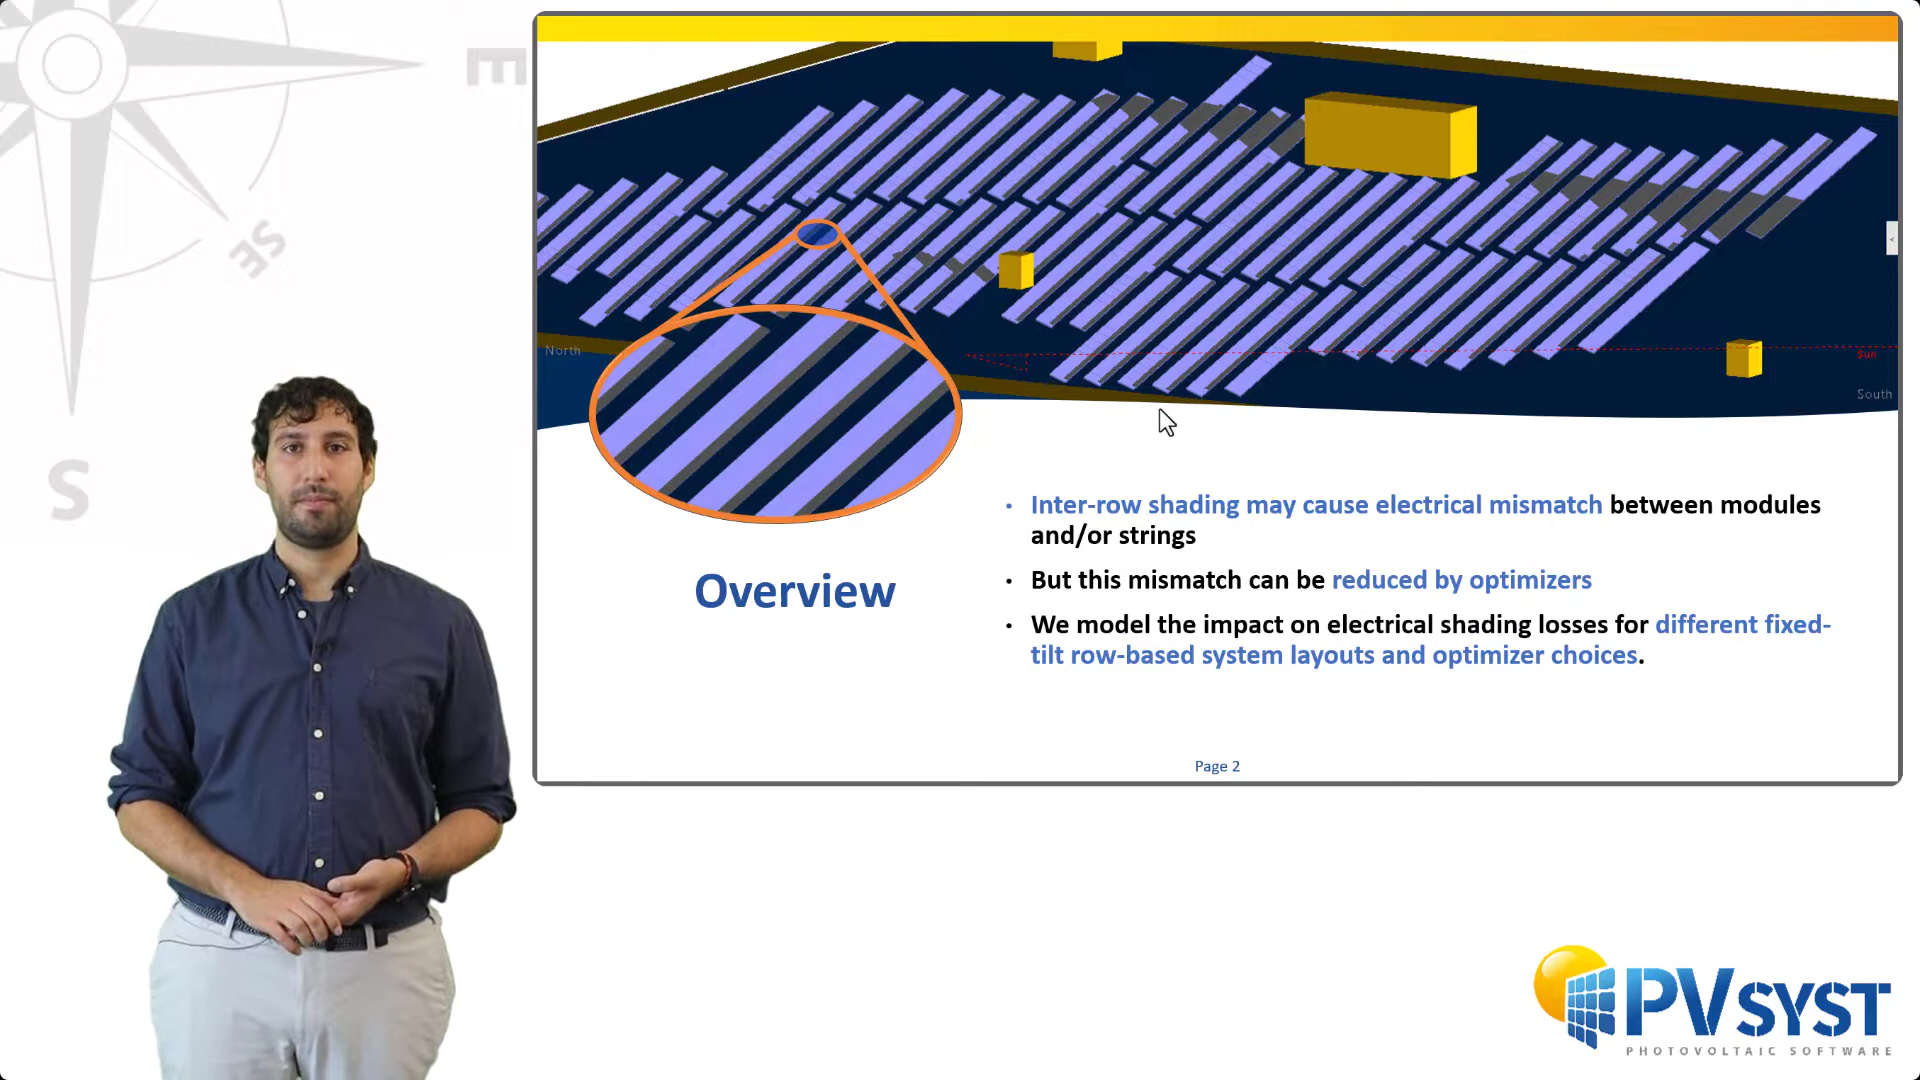 E
SE
S
North
Sun
South
<
• Inter-row shading may cause electrical mismatch between modules
and/or strings
• But this mismatch can be reduced by optimizers
• We model the impact on electrical shading losses for different fixed-
tilt row-based system layouts and optimizer choices.
Overview
Page 2
PVSYST
PHOTOVOLTAIC SOFTWARE